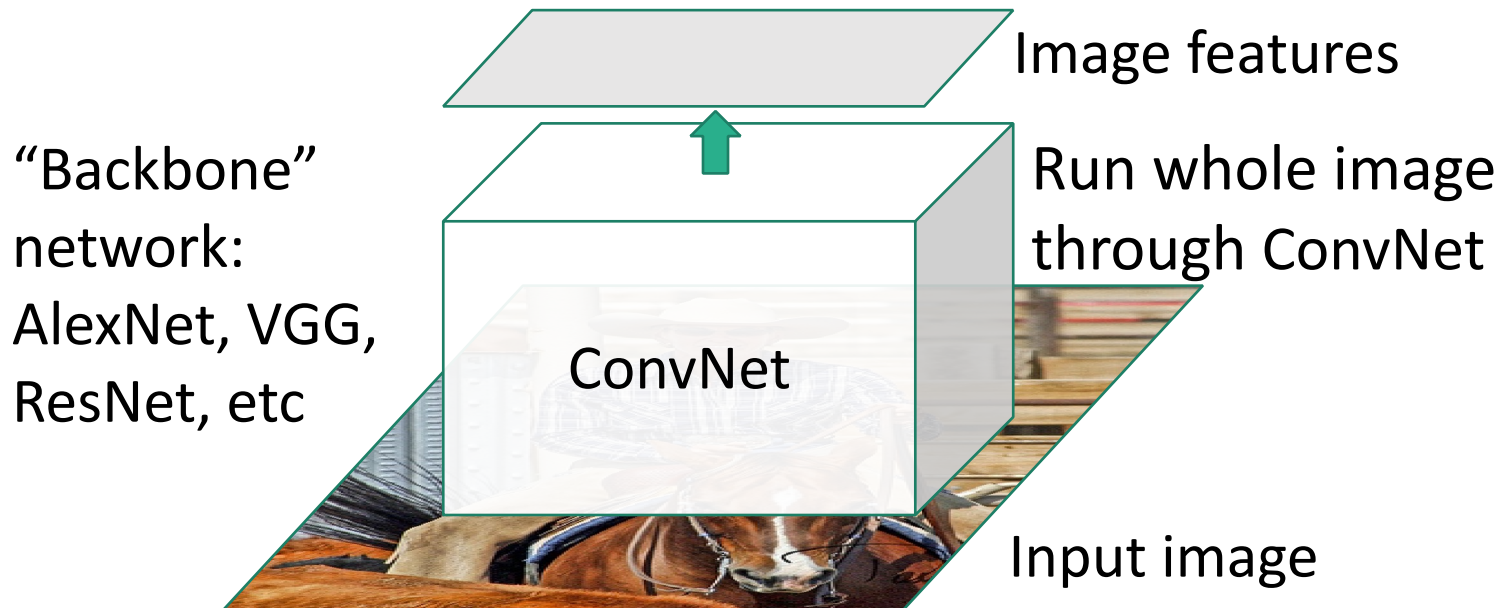 Image features
“Backbone”
network:
AlexNet, VGG,
ResNet, etc
Run whole image
through ConvNet
ConvNet
Input image